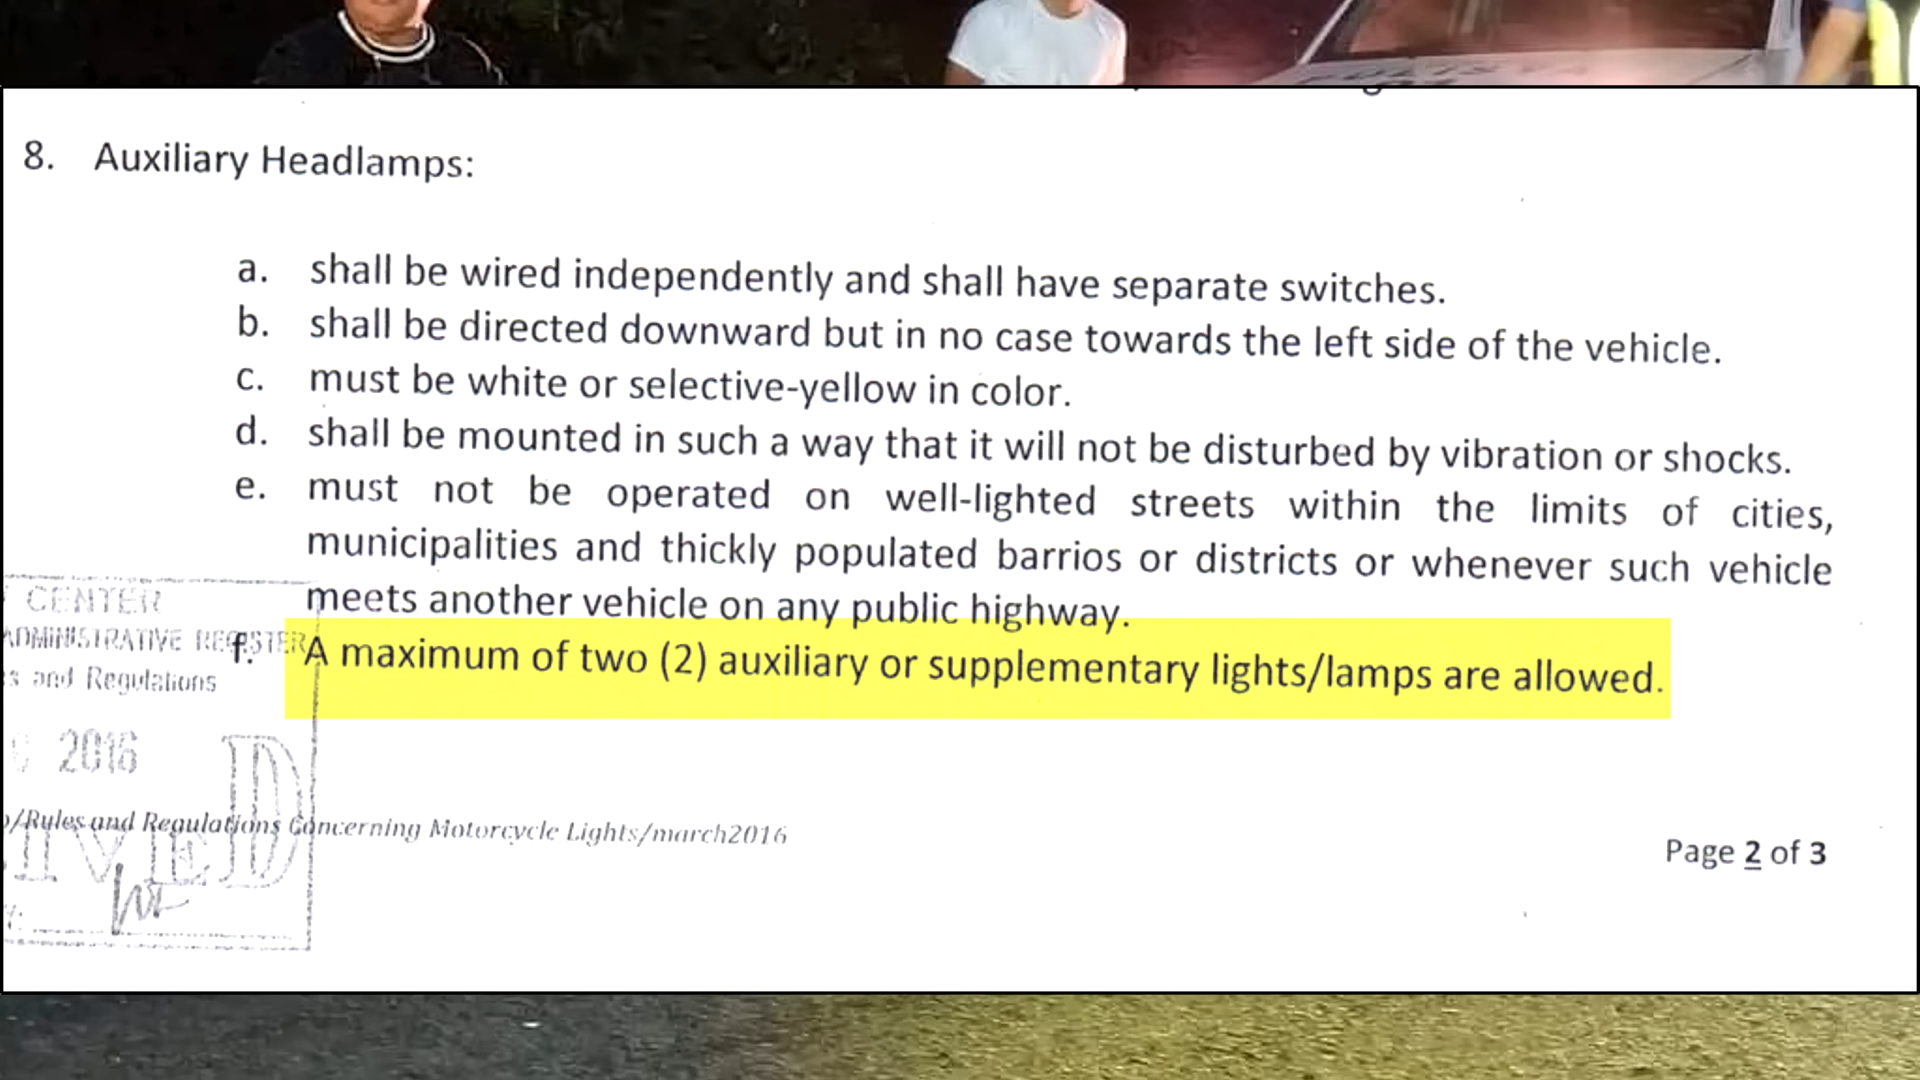 8. Auxiliary Headlamps:
a. shall be wired independently and shall have separate switches.
b. shall be directed downward but in no case towards the left side of the vehicle.
c. must be white or selective-yellow in color.
d. shall be mounted in such a way that it will not be disturbed by vibration or shocks.
e. must not be operated on well-lighted streets within the limits of cities,
municipalities and thickly populated barrios or districts or whenever such vehicle
meets another vehicle on any public highway.
f. A maximum of two (2) auxiliary or supplementary lights/lamps are allowed.
CENTER
ADMINISTRATIVE REGISTER
s and Regulations
2016
IVED
/Rules and Regulations Concerning Motorcycle Lights/march2016
Page 2 of 3